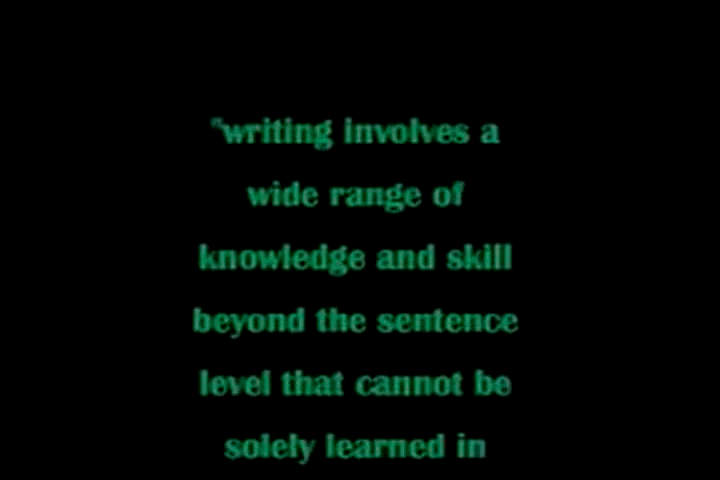 "writing involves a
wide range of
knowledge and skill
beyond the sentence
level that cannot be
solely learned in